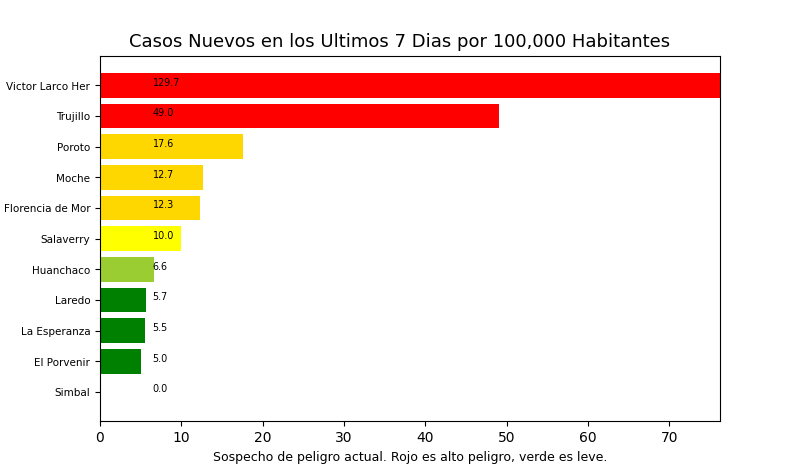 Casos Nuevos en los Ultimos 7 Dias por 100,000 Habitantes
Victor Larco Her 129.7
Trujillo 49.0
Poroto 17.6
Moche 12.7
Florencia de Mor 12.3
Salaverry 10.0
Huanchaco 6.6
Laredo 5.7
La Esperanza 5.5
El Porvenir 5.0
Simbal 0.0
0 10 20 30 40 50 60 70
Sospecho de peligro actual. Rojo es alto peligro, verde es leve.